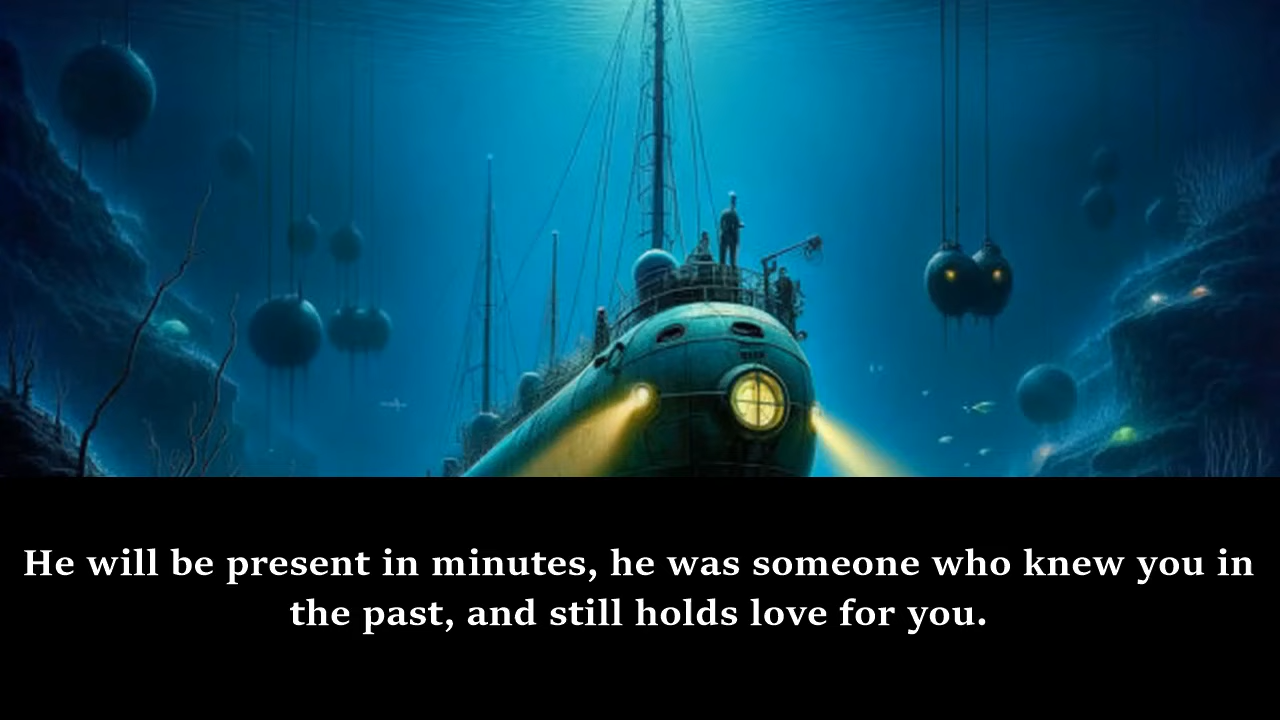 He will be present in minutes, he was someone who knew you in
the past, and still holds love for you.